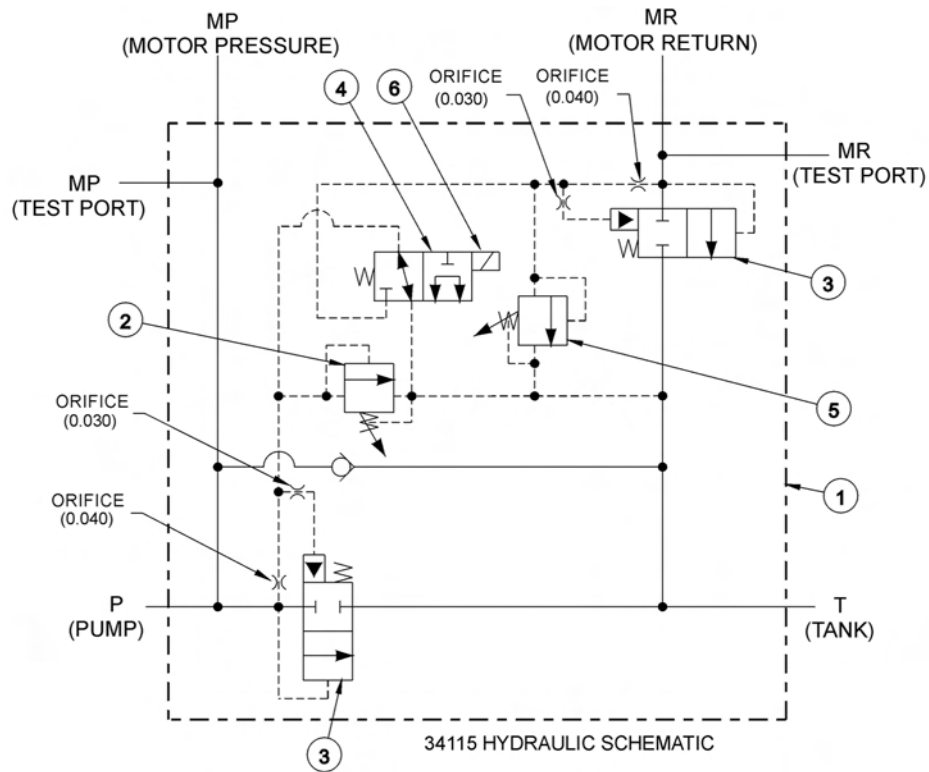 MP
(MOTOR PRESSURE)
MR
(MOTOR RETURN)
ORIFICE
(0.030)
ORIFICE
(0.040)
4
6
MP
(TEST PORT)
MR
(TEST PORT)
3
2
5
ORIFICE
(0.030)
1
ORIFICE
(0.040)
P
(PUMP)
T
(TANK)
3
34115 HYDRAULIC SCHEMATIC